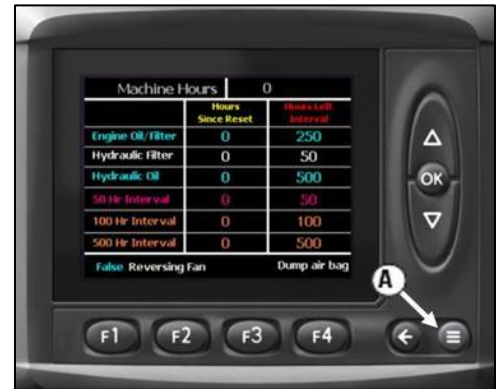 Machine Hours 0
Hours Since Reset Hours Left Interval
Engine Oil/Filter 0 250
Hydraulic Filter 0 50
Hydraulic Oil 0 500
50 Hr Interval 0 50
100 Hr Interval 0 100
500 Hr Interval 0 500
False Reversing Fan Dump air bag
OK
A
F1 F2 F3 F4